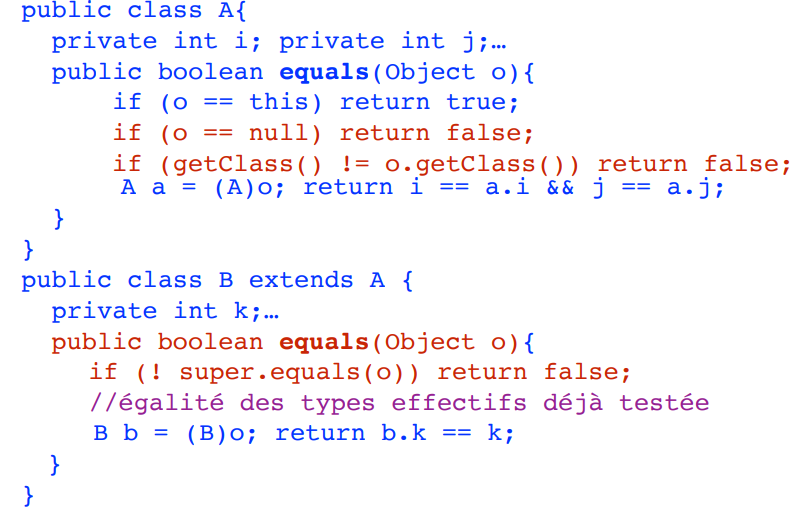 public class A{
private int i; private int j;…
public boolean equals(Object o){
if (o == this) return true;
if (o == null) return false;
if (getClass() != o.getClass()) return false;
A a = (A)o; return i == a.i && j == a.j;
}
}
public class B extends A {
private int k;…
public boolean equals(Object o){
if (! super.equals(o)) return false;
//égalité des types effectifs déjà testée
B b = (B)o; return b.k == k;
}
}